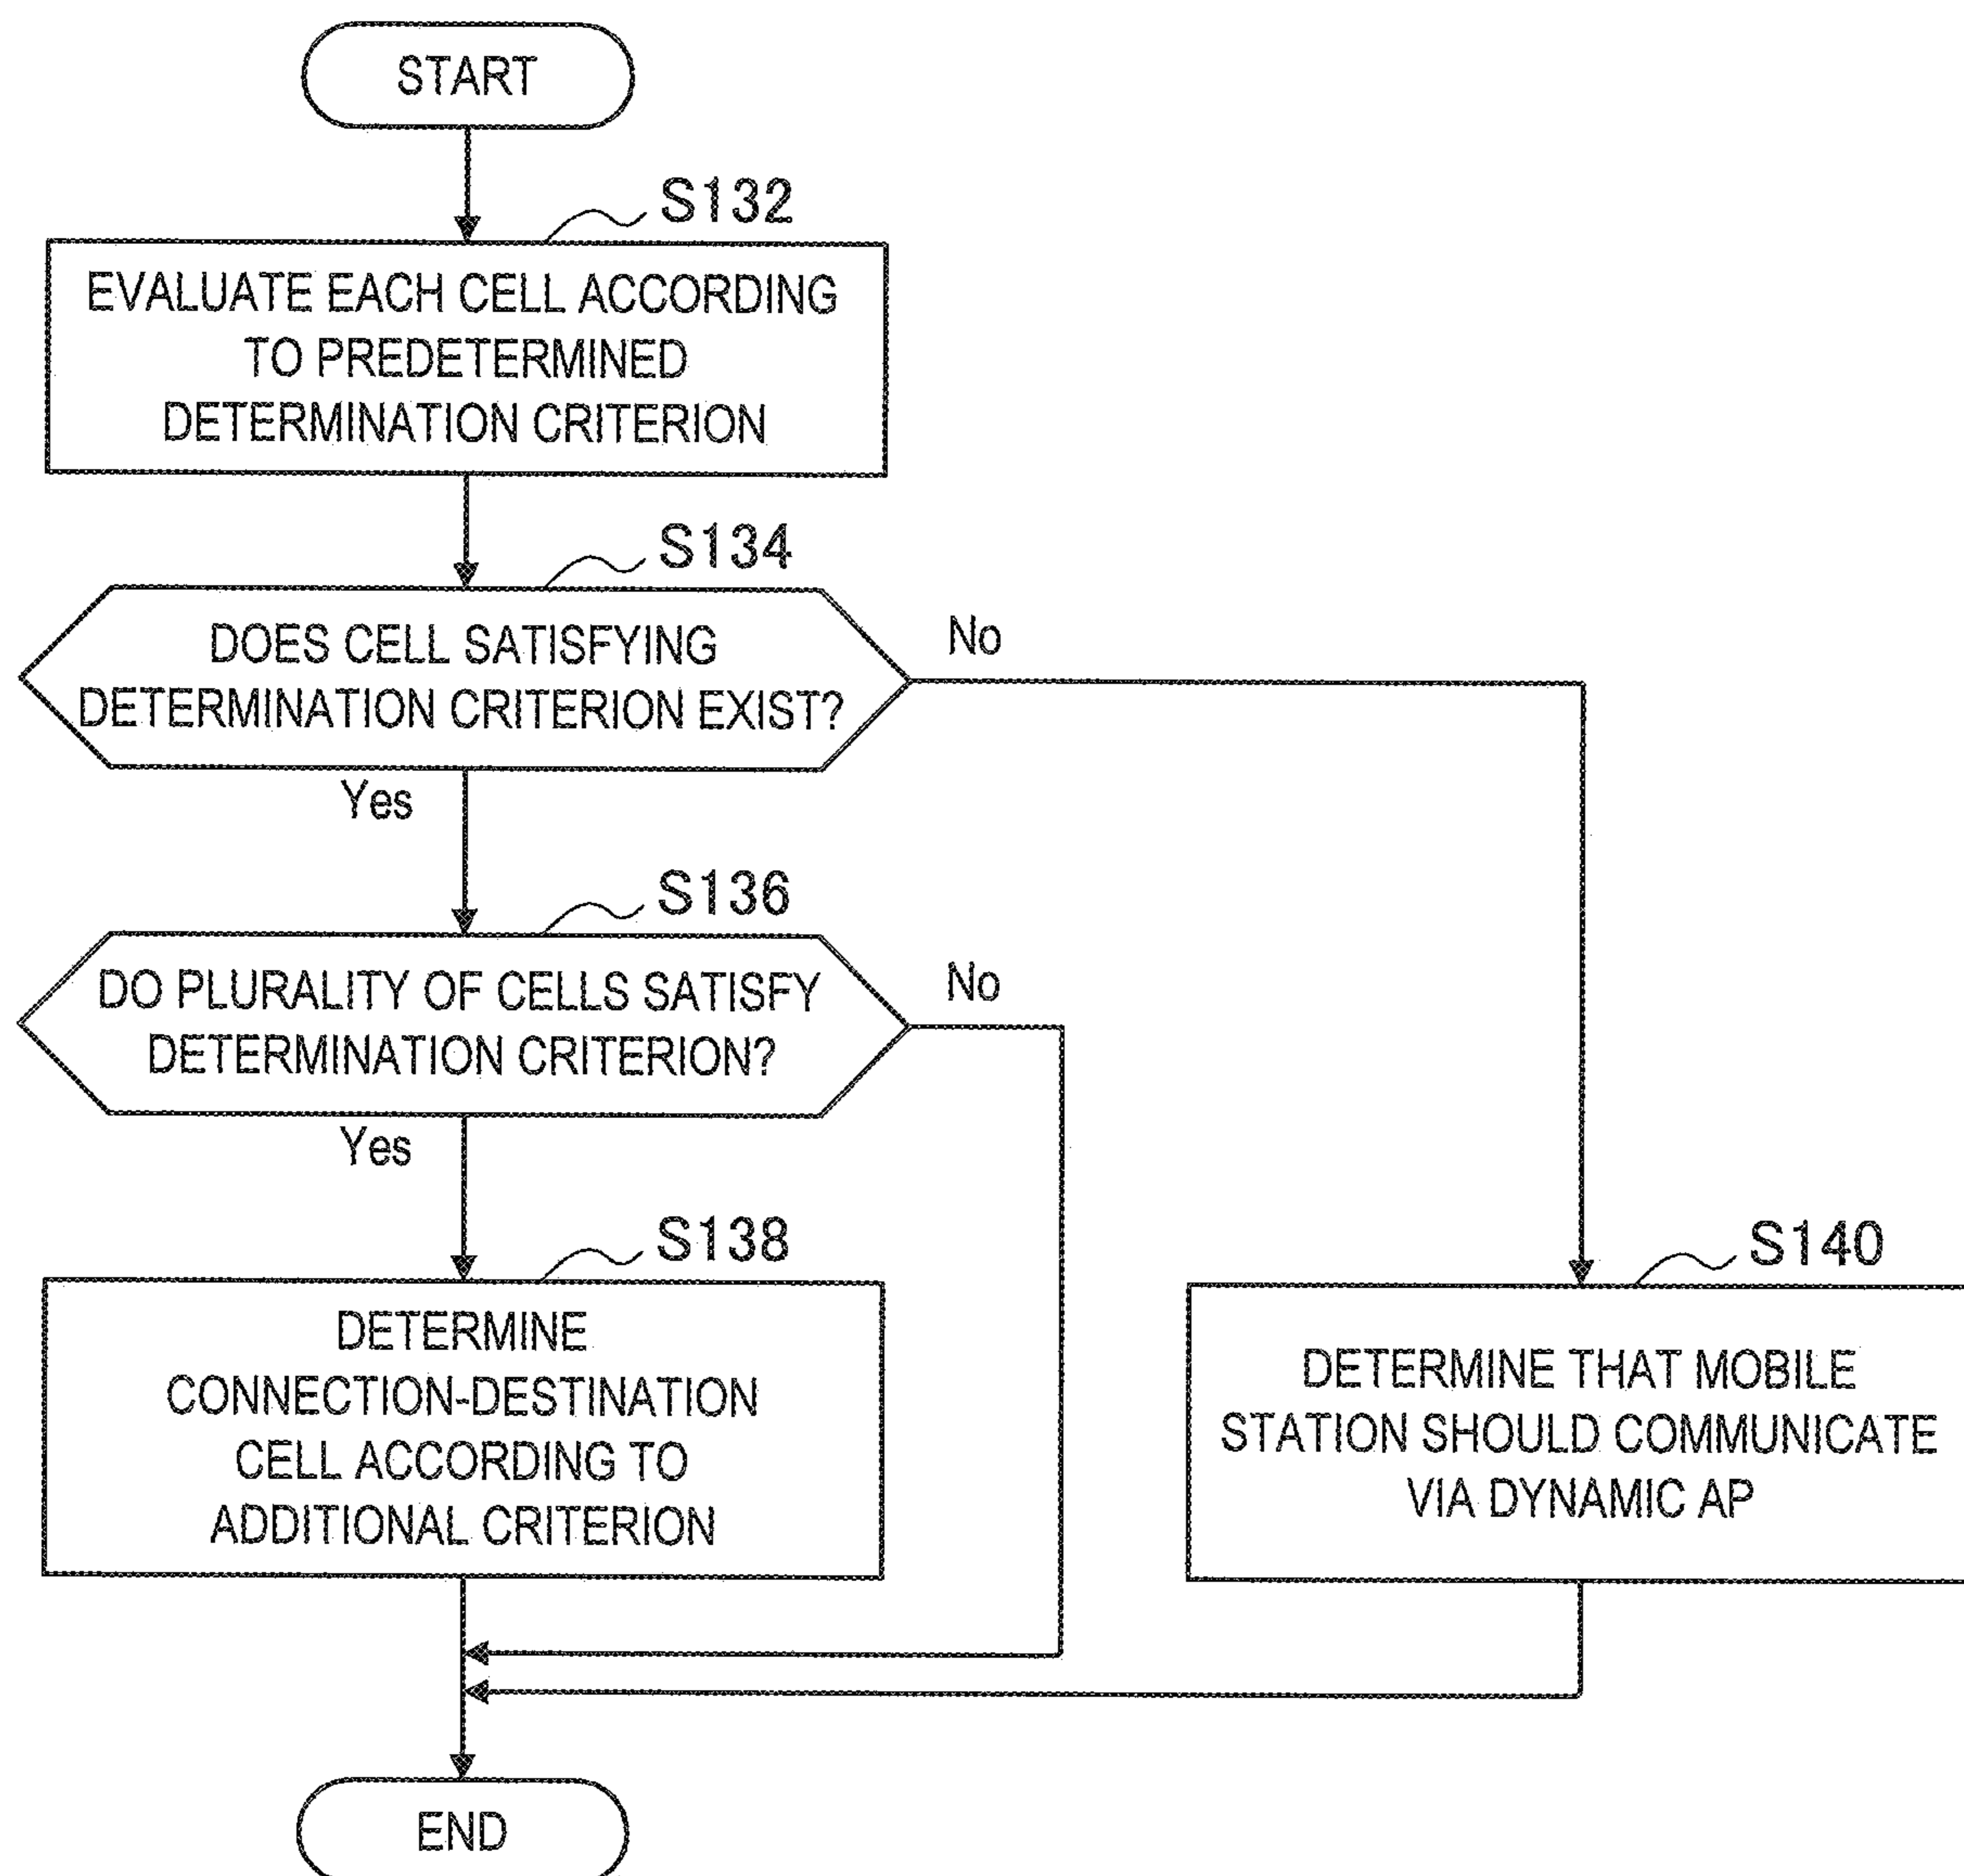 START
S132
EVALUATE EACH CELL ACCORDING
TO PREDETERMINED
DETERMINATION CRITERION
S134
DOES CELL SATISFYING
DETERMINATION CRITERION EXIST?
No
Yes
S136
DO PLURALITY OF CELLS SATISFY
DETERMINATION CRITERION?
No
Yes
S138
DETERMINE
CONNECTION-DESTINATION
CELL ACCORDING TO
ADDITIONAL CRITERION
S140
DETERMINE THAT MOBILE
STATION SHOULD COMMUNICATE
VIA DYNAMIC AP
END